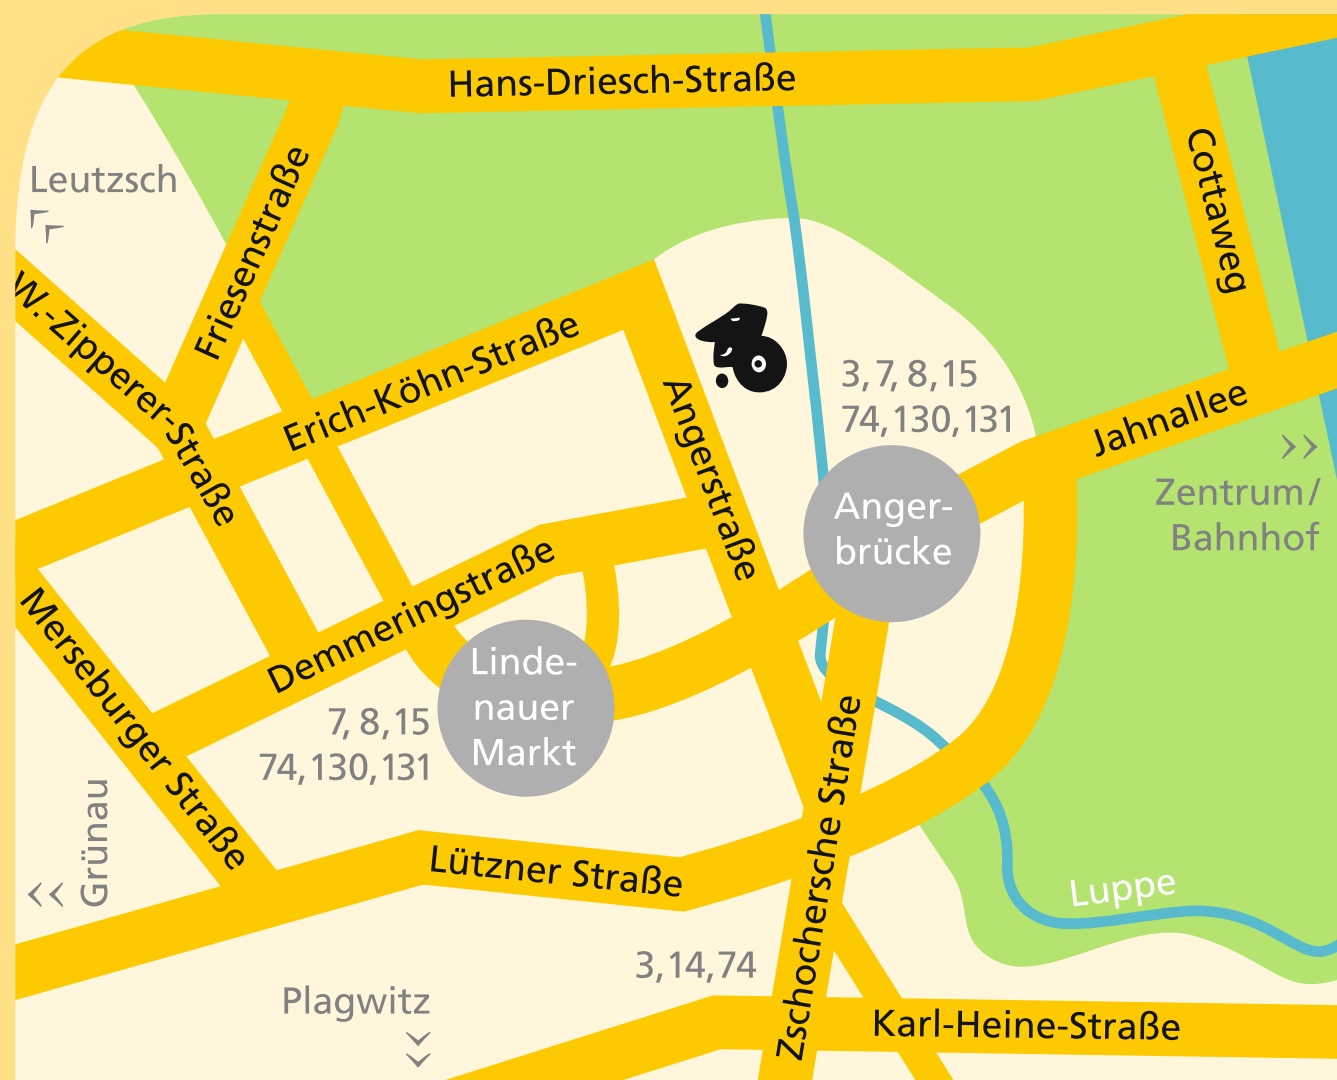 Hans-Driesch-Straße
Cottaweg
Leutzsch
Friesenstraße
W.-Zipperer-Straße
Erich-Köhn-Straße
Angerstraße
3, 7, 8, 15
74, 130, 131
Jahnallee
Zentrum/
Bahnhof
Anger-
brücke
Demmeringstraße
Merseburger Straße
Linde-
nauer
Markt
7, 8, 15
74, 130, 131
Zschochersche Straße
Grünau
Lützner Straße
Luppe
3, 14, 74
Plagwitz
Karl-Heine-Straße